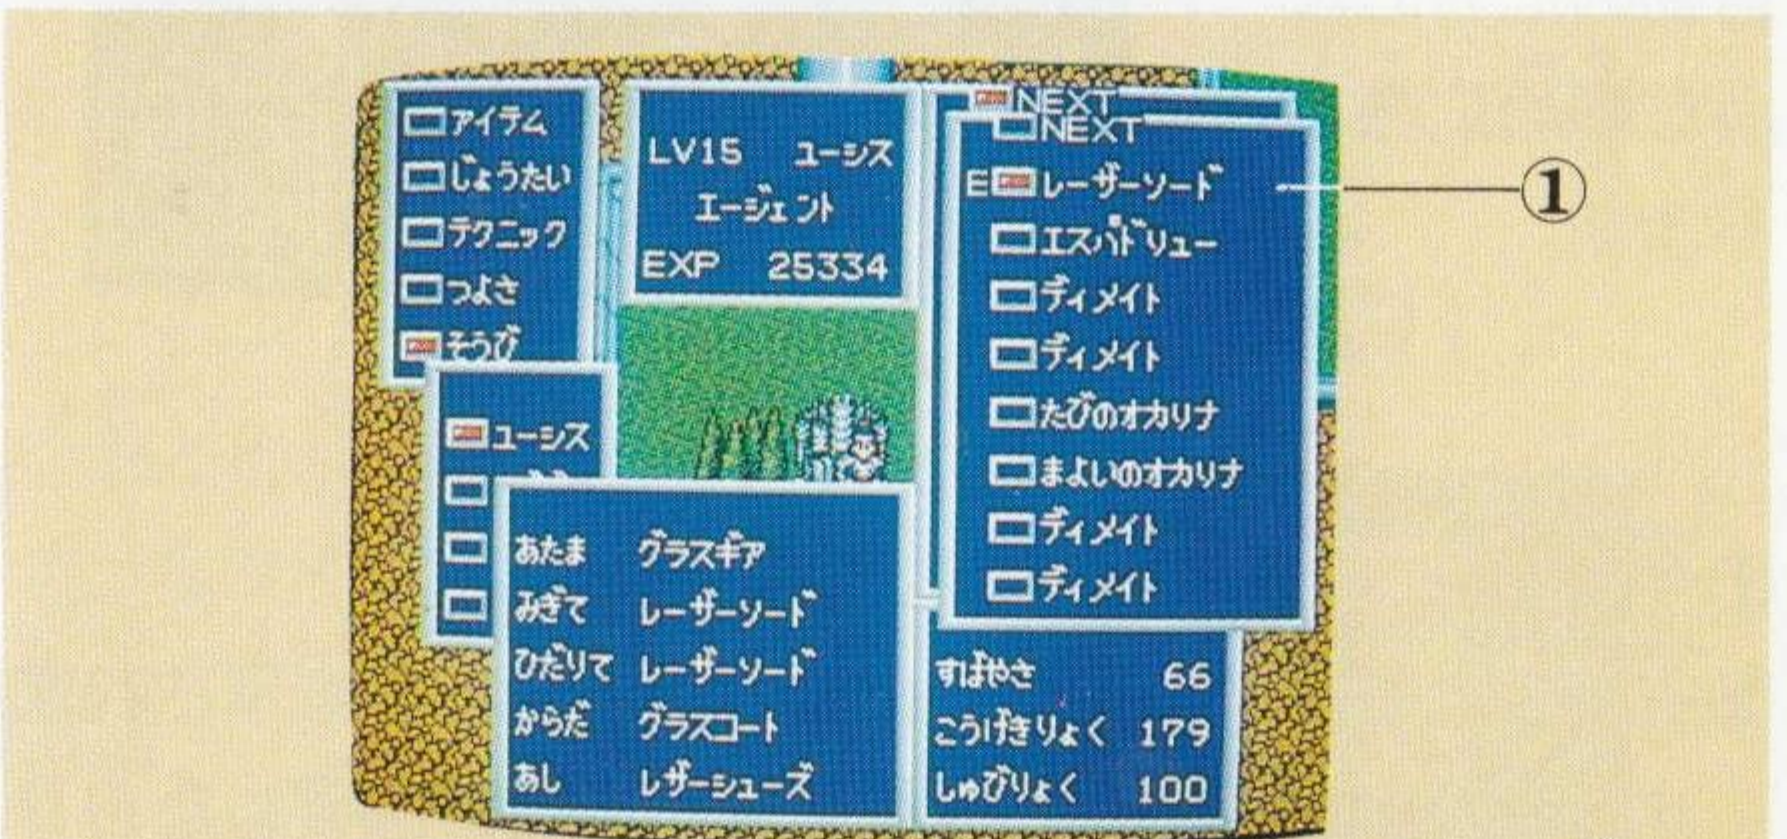 アイテム
じょうたい
テクニック
つよさ
そうび
ユーシス
LV15 ユーシス
エージェント
EXP 25334
NEXT
NEXT
Eレーザーソード
エスパドリュー
ディメイト
ディメイト
たびのオカリナ
まよいのオカリナ
ディメイト
ディメイト
①
あたま グラスギア
みぎて レーザーソード
ひだりて レーザーソード
からだ グラスコート
あし レザーシューズ
すばやさ 66
こうげきりょく 179
しゅびりょく 100